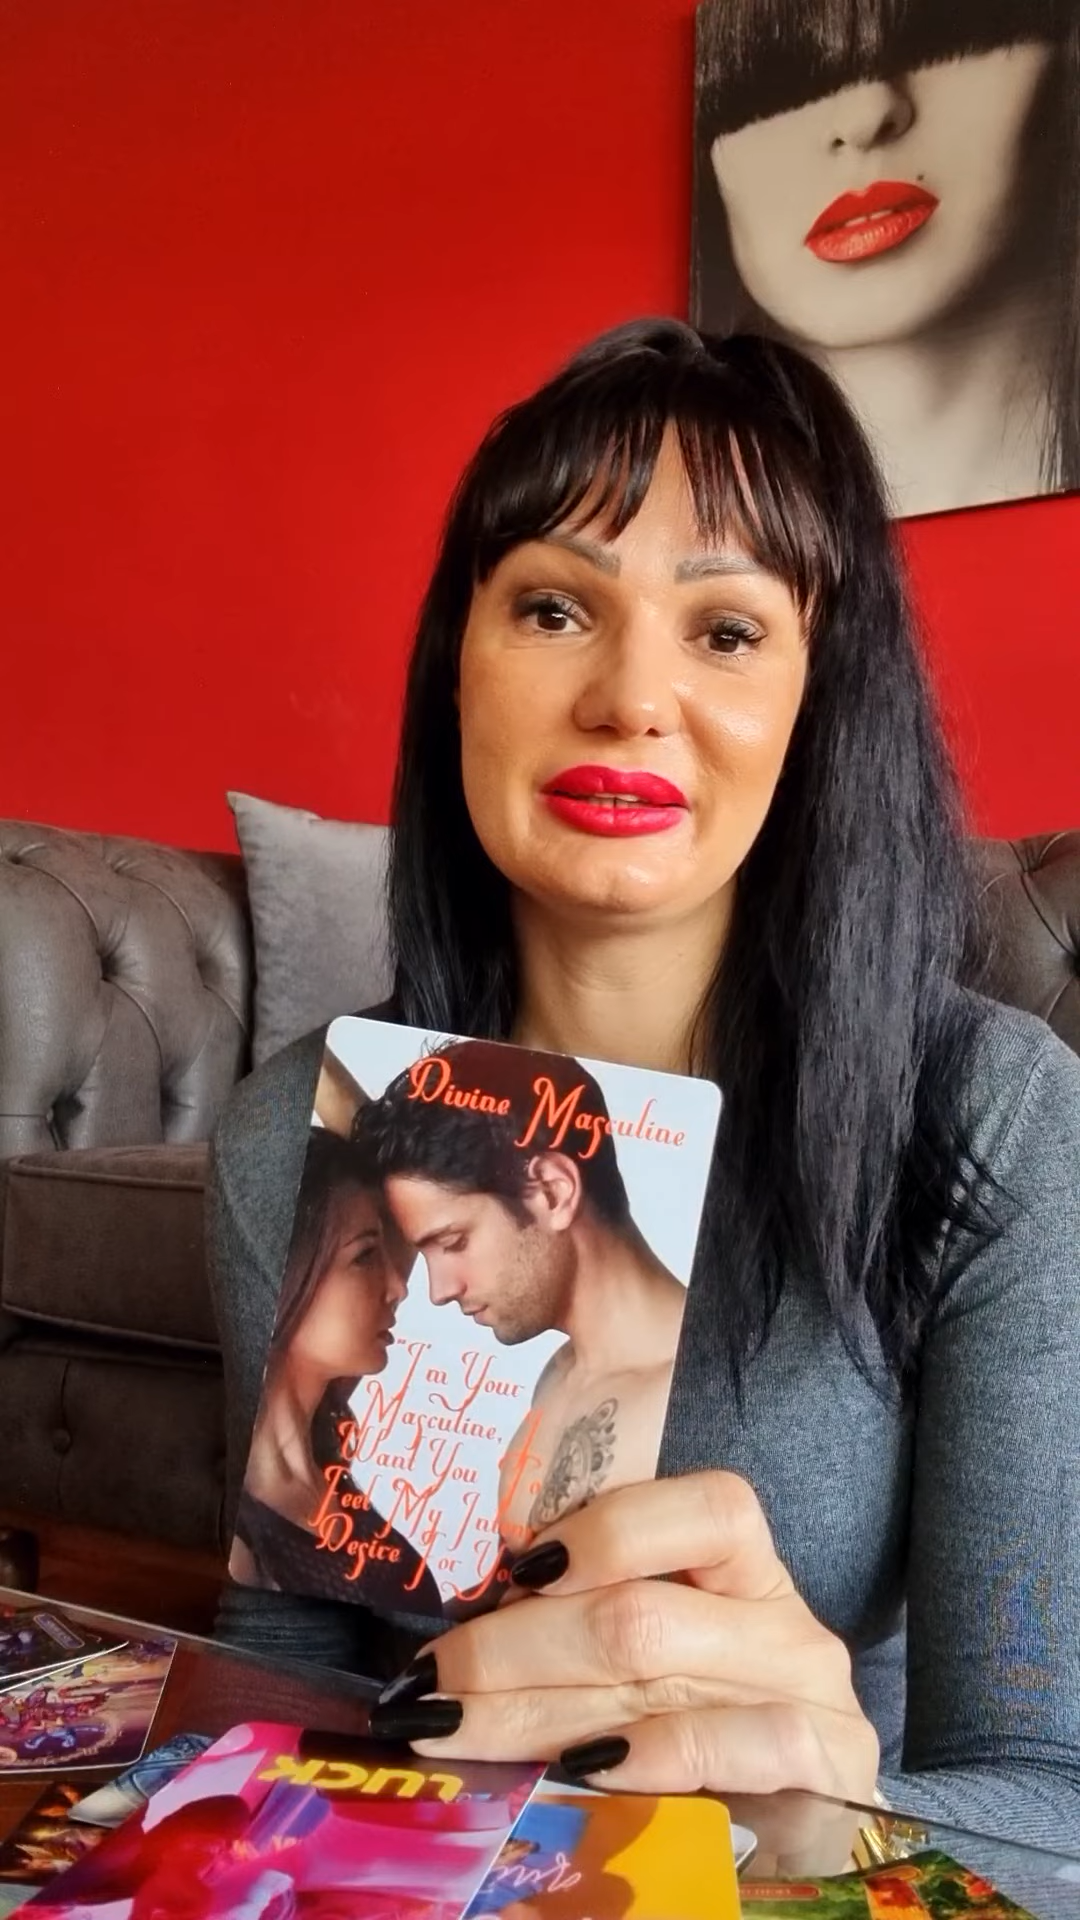 Divine Masculine
"I'm Your
Masculine, I
Want You To
Feel My
Desire For
LUCK